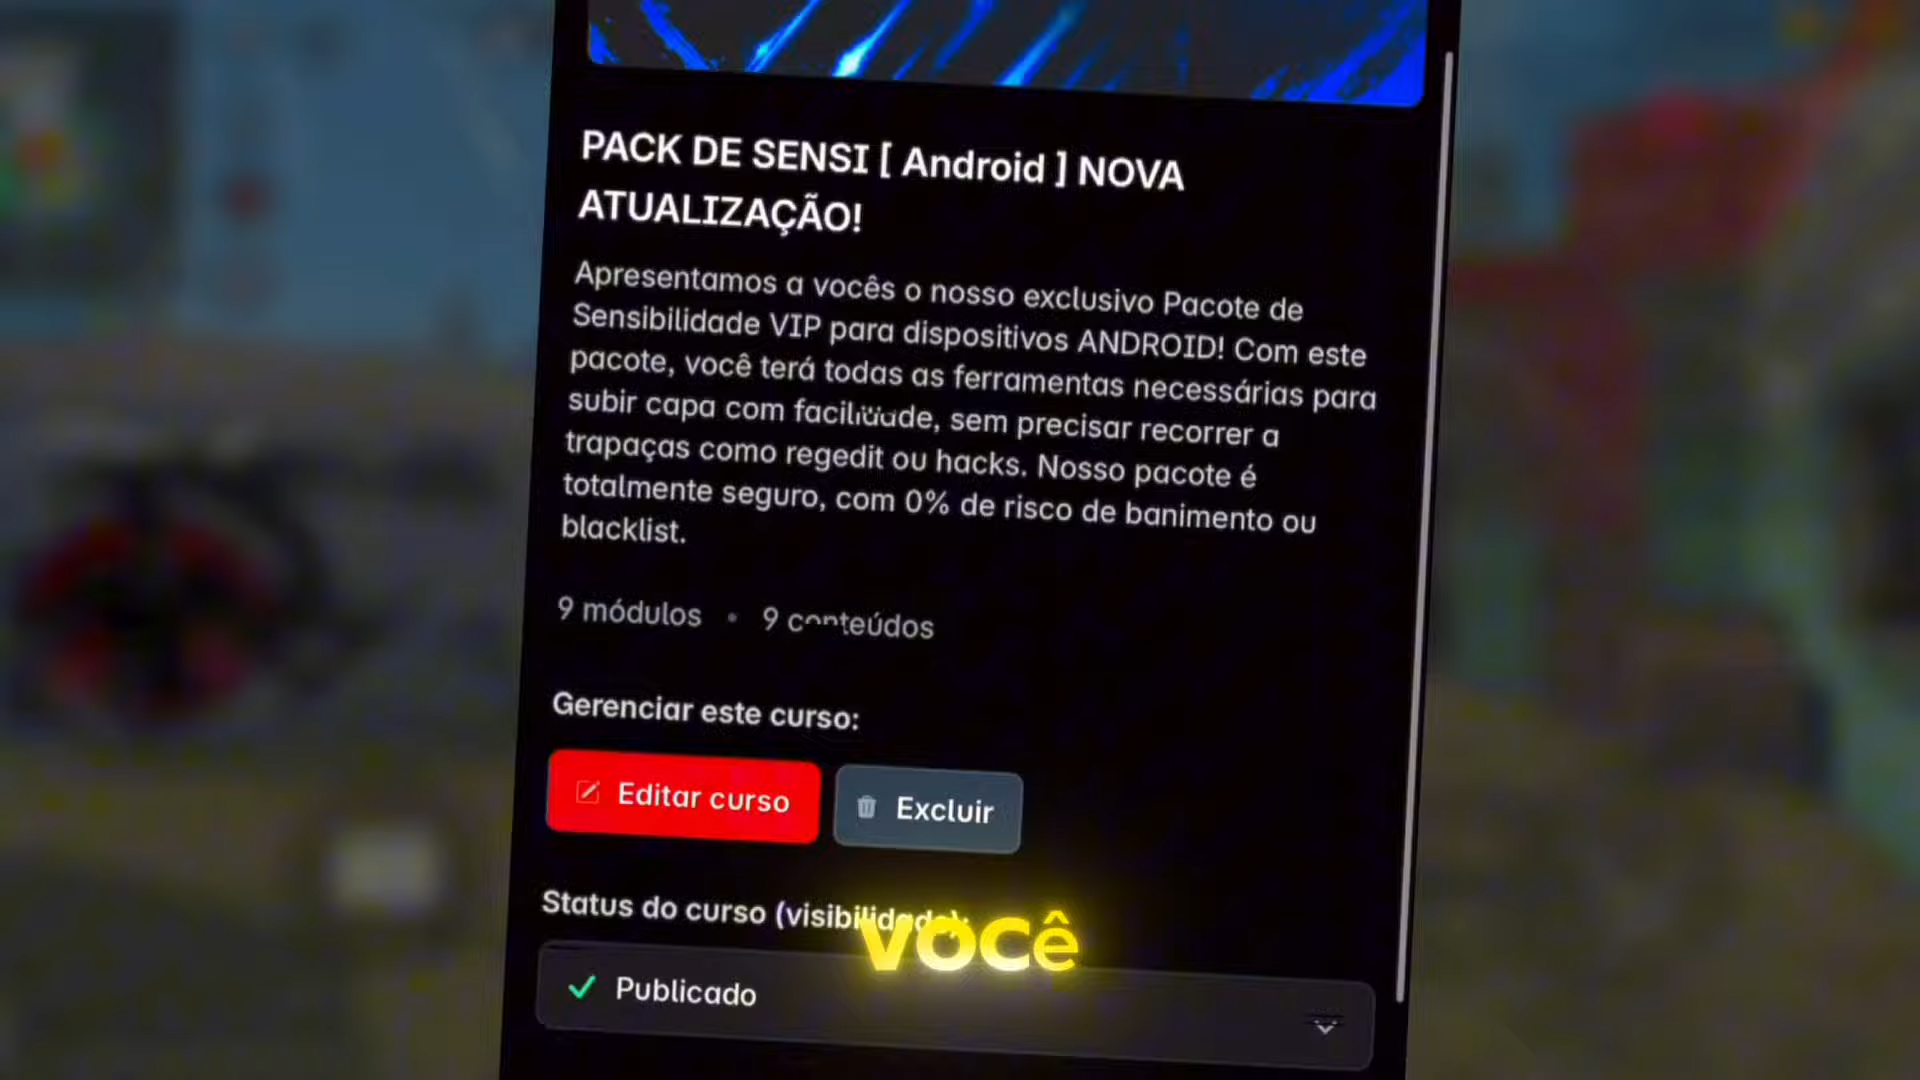 PACK DE SENSI [ Android ] NOVA
ATUALIZAÇÃO!
Apresentamos a vocês o nosso exclusivo Pacote de
Sensibilidade VIP para dispositivos ANDROID! Com este
pacote, você terá todas as ferramentas necessárias para
subir capa com facilidade, sem precisar recorrer a
trapaças como regedit ou hacks. Nosso pacote é
totalmente seguro, com 0% de risco de banimento ou
blacklist.
9 módulos • 9 conteúdos
Gerenciar este curso:
Editar curso
Excluir
Status do curso (visibilidade):
VOCÊ
Publicado